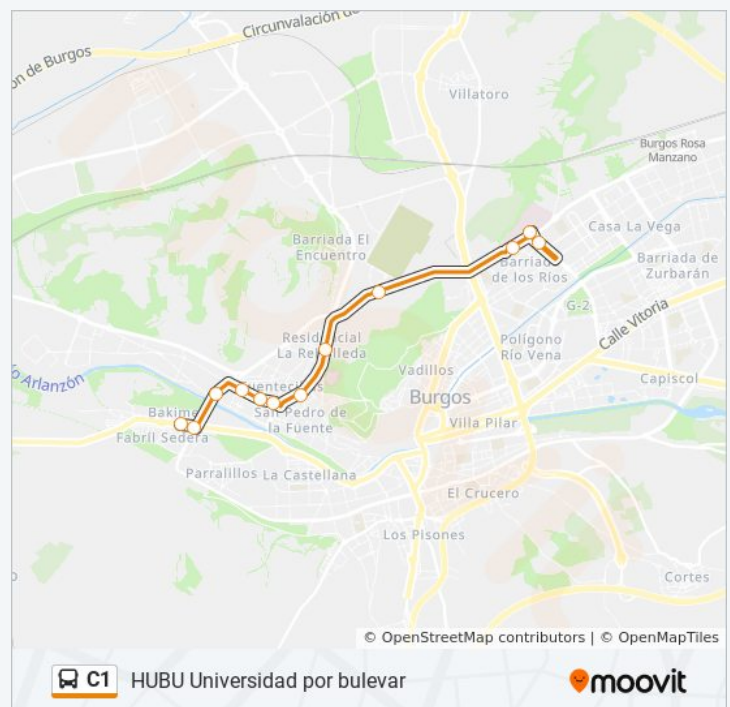 Circunvalación de
ón de Burgos
Villatoro
Burgos Rosa
Manzano
Casa La Vega
Barriada El
Encuentro
Barriada de
Zurbarán
Barriada
de los Ríos
G-2
Calle Vitoria
Residencial
La Rebolleda
Polígono
Río Vena
Vadillos
Capiscol
ío Arlanzón
Fuentecillas
Burgos
Bakimet
San Pedro de
la Fuente
Villa Pilar
Fabril Sedera
Parralillos
La Castellana
El Crucero
Los Pisones
Cortes
© OpenStreetMap contributors | © OpenMapTiles
C1 HUBU Universidad por bulevar
moovit